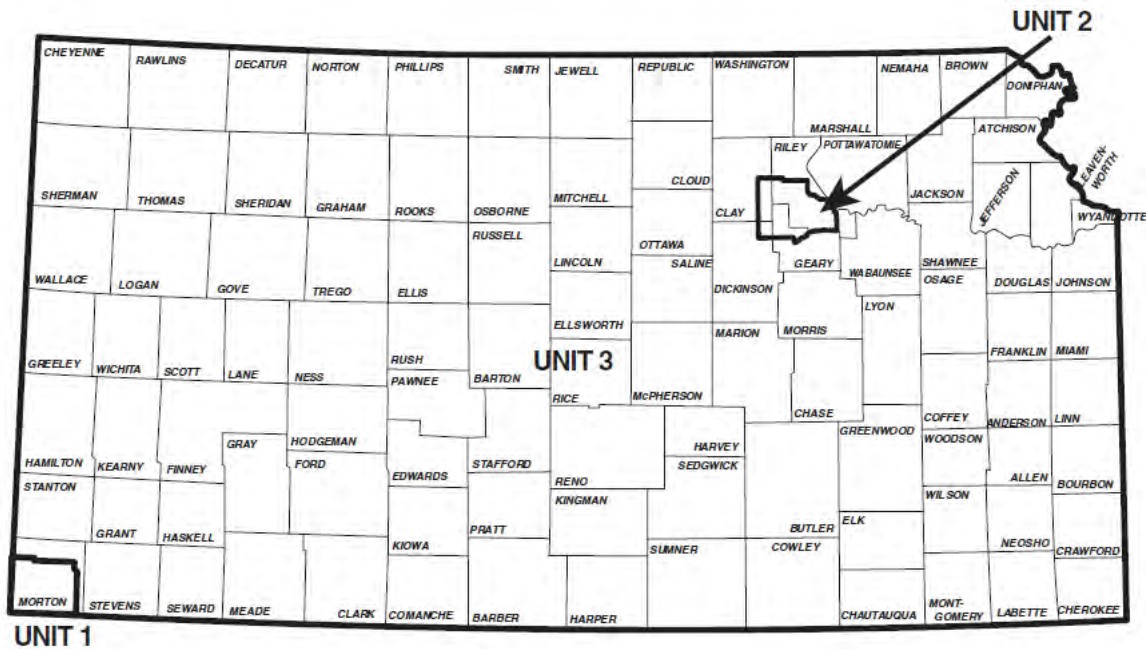 UNIT 2
CHEYENNE
RAWLINS
DECATUR
NORTON
PHILLIPS
SMITH
JEWELL
REPUBLIC
WASHINGTON
NEMAHA
BROWN
DONIPHAN
MARSHALL
ATCHISON
RILEY
POTTAWATOMIE
LEAVEN-
WORTH
SHERMAN
THOMAS
SHERIDAN
GRAHAM
ROOKS
OSBORNE
MITCHELL
CLOUD
CLAY
JACKSON
JEFFERSON
WYANDOTTE
RUSSELL
OTTAWA
WALLACE
LOGAN
GOVE
TREGO
ELLIS
LINCOLN
SALINE
DICKINSON
GEARY
WABAUNSEE
SHAWNEE
OSAGE
DOUGLAS
JOHNSON
LYON
ELLSWORTH
MARION
MORRIS
GREELEY
WICHITA
SCOTT
LANE
NESS
RUSH
PAWNEE
BARTON
UNIT 3
FRANKLIN
MIAMI
RICE
McPHERSON
CHASE
GREENWOOD
COFFEY
WOODSON
ANDERSON
LINN
HAMILTON
STANTON
KEARNY
FINNEY
GRAY
HODGEMAN
FORD
EDWARDS
STAFFORD
RENO
KINGMAN
HARVEY
SEDGWICK
ALLEN
BOURBON
WILSON
GRANT
HASKELL
KIOWA
PRATT
SUMNER
BUTLER
COWLEY
ELK
NEOSHO
CRAWFORD
MORTON
STEVENS
SEWARD
MEADE
CLARK
COMANCHE
BARBER
HARPER
CHAUTAUQUA
MONT-
GOMERY
LABETTE
CHEROKEE
UNIT 1